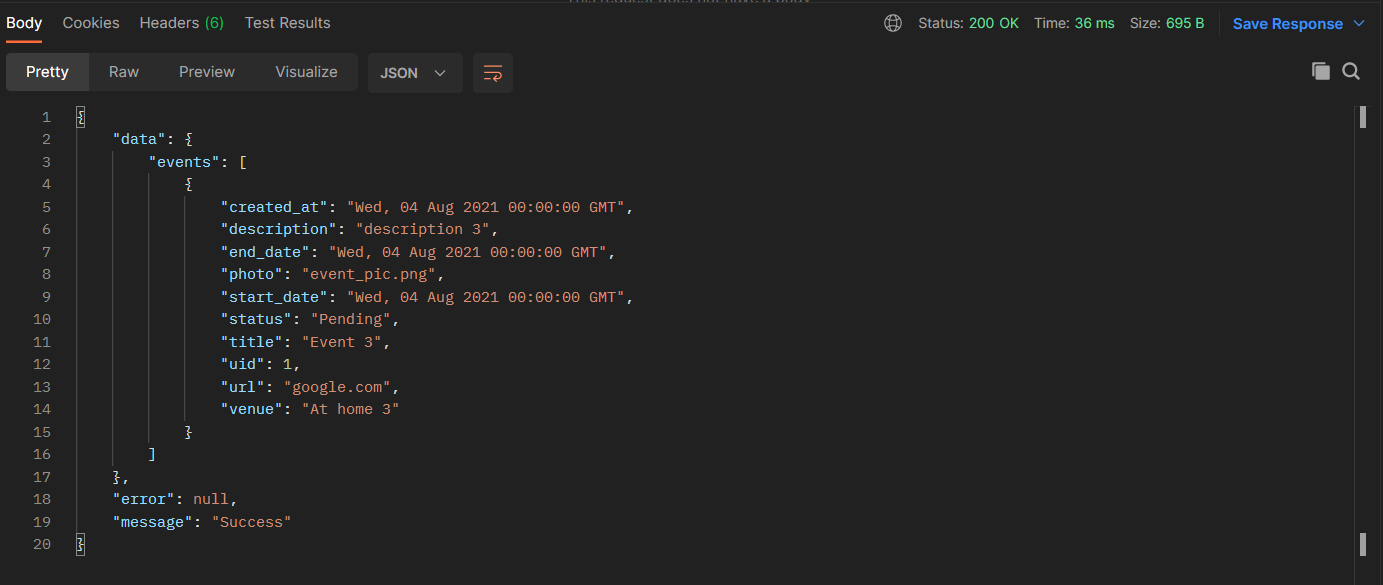 Body Cookies Headers (6) Test Results Status: 200 OK Time: 36 ms Size: 695 B Save Response
Pretty Raw Preview Visualize JSON
1 {
2 "data": {
3 "events": [
4 {
5 "created_at": "Wed, 04 Aug 2021 00:00:00 GMT",
6 "description": "description 3",
7 "end_date": "Wed, 04 Aug 2021 00:00:00 GMT",
8 "photo": "event_pic.png",
9 "start_date": "Wed, 04 Aug 2021 00:00:00 GMT",
10 "status": "Pending",
11 "title": "Event 3",
12 "uid": 1,
13 "url": "google.com",
14 "venue": "At home 3"
15 }
16 ]
17 },
18 "error": null,
19 "message": "Success"
20 }